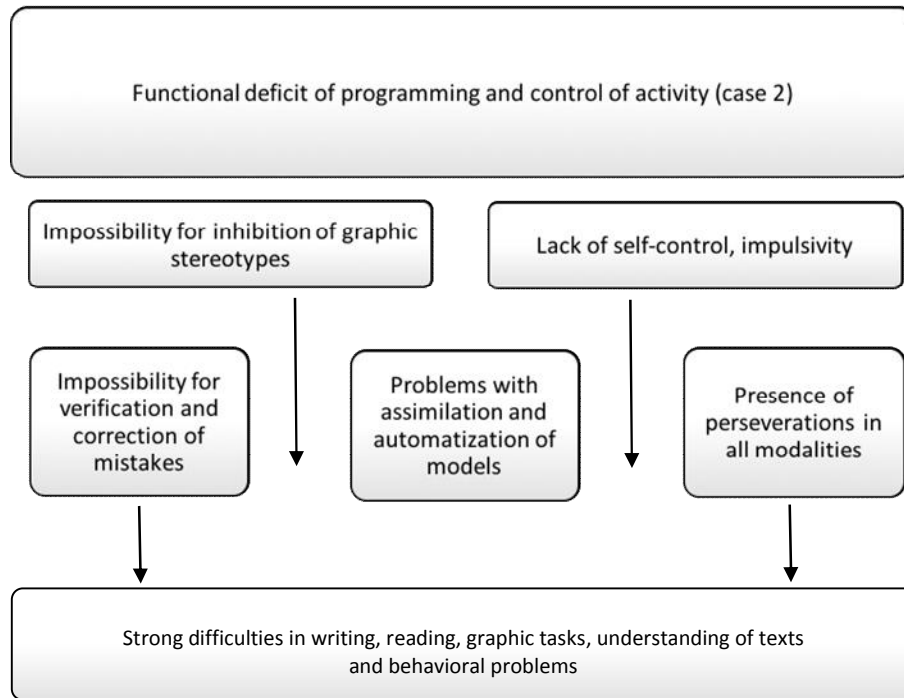 Functional deficit of programming and control of activity (case 2)
Impossibility for inhibition of graphic
stereotypes
Lack of self-control, impulsivity
Impossibility for
verification and
correction of
mistakes
Problems with
assimilation and
automatization of
models
Presence of
perseverations in
all modalities
Strong difficulties in writing, reading, graphic tasks, understanding of texts
and behavioral problems